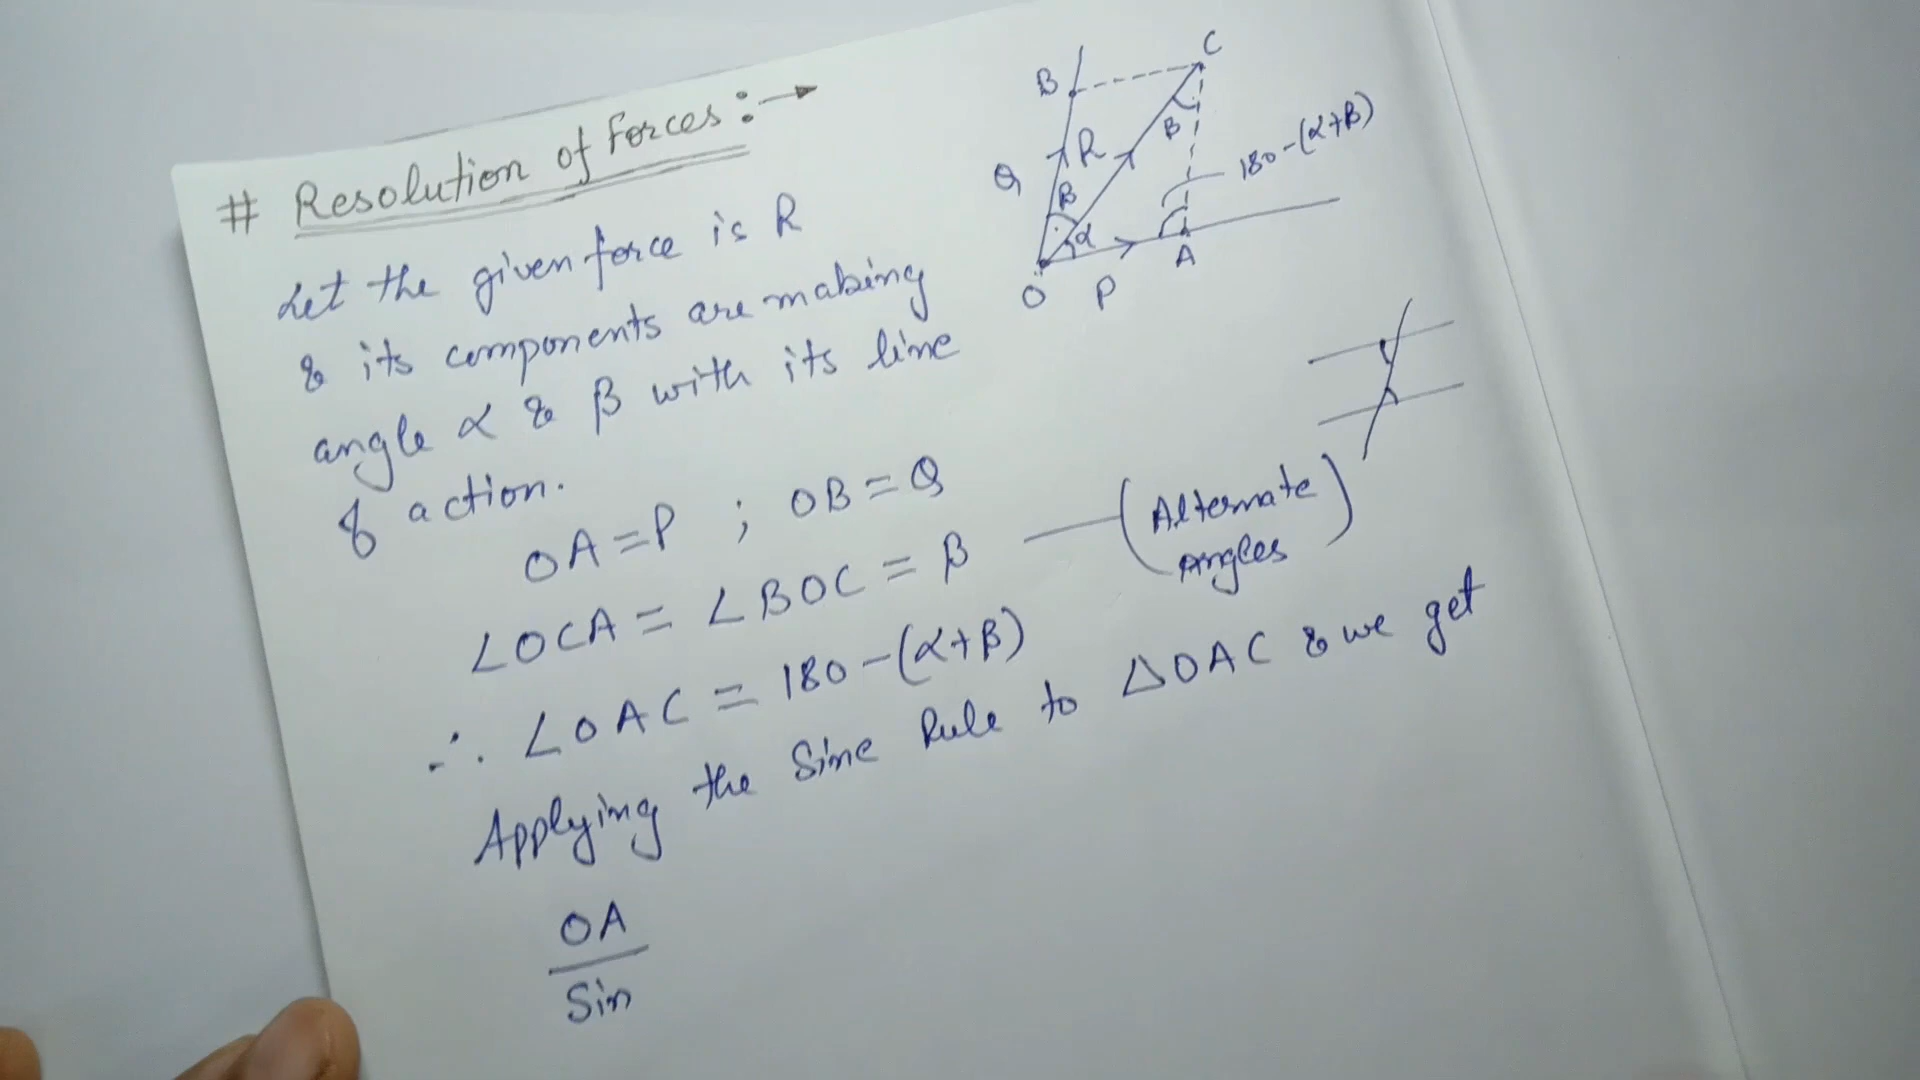 # Resolution of Forces:→
Let the given force is R
& its components are making
angle α & β with its line
of action.
OA = P ; OB = Q
∠OCA = ∠BOC = β — (Alternate Angles)
∴ ∠OAC = 180 - (α+β)
Applying the Sine Rule to △OAC & we get
OA
Sin
B
C
Q
R
β
β
α
180-(α+β)
O
P
A